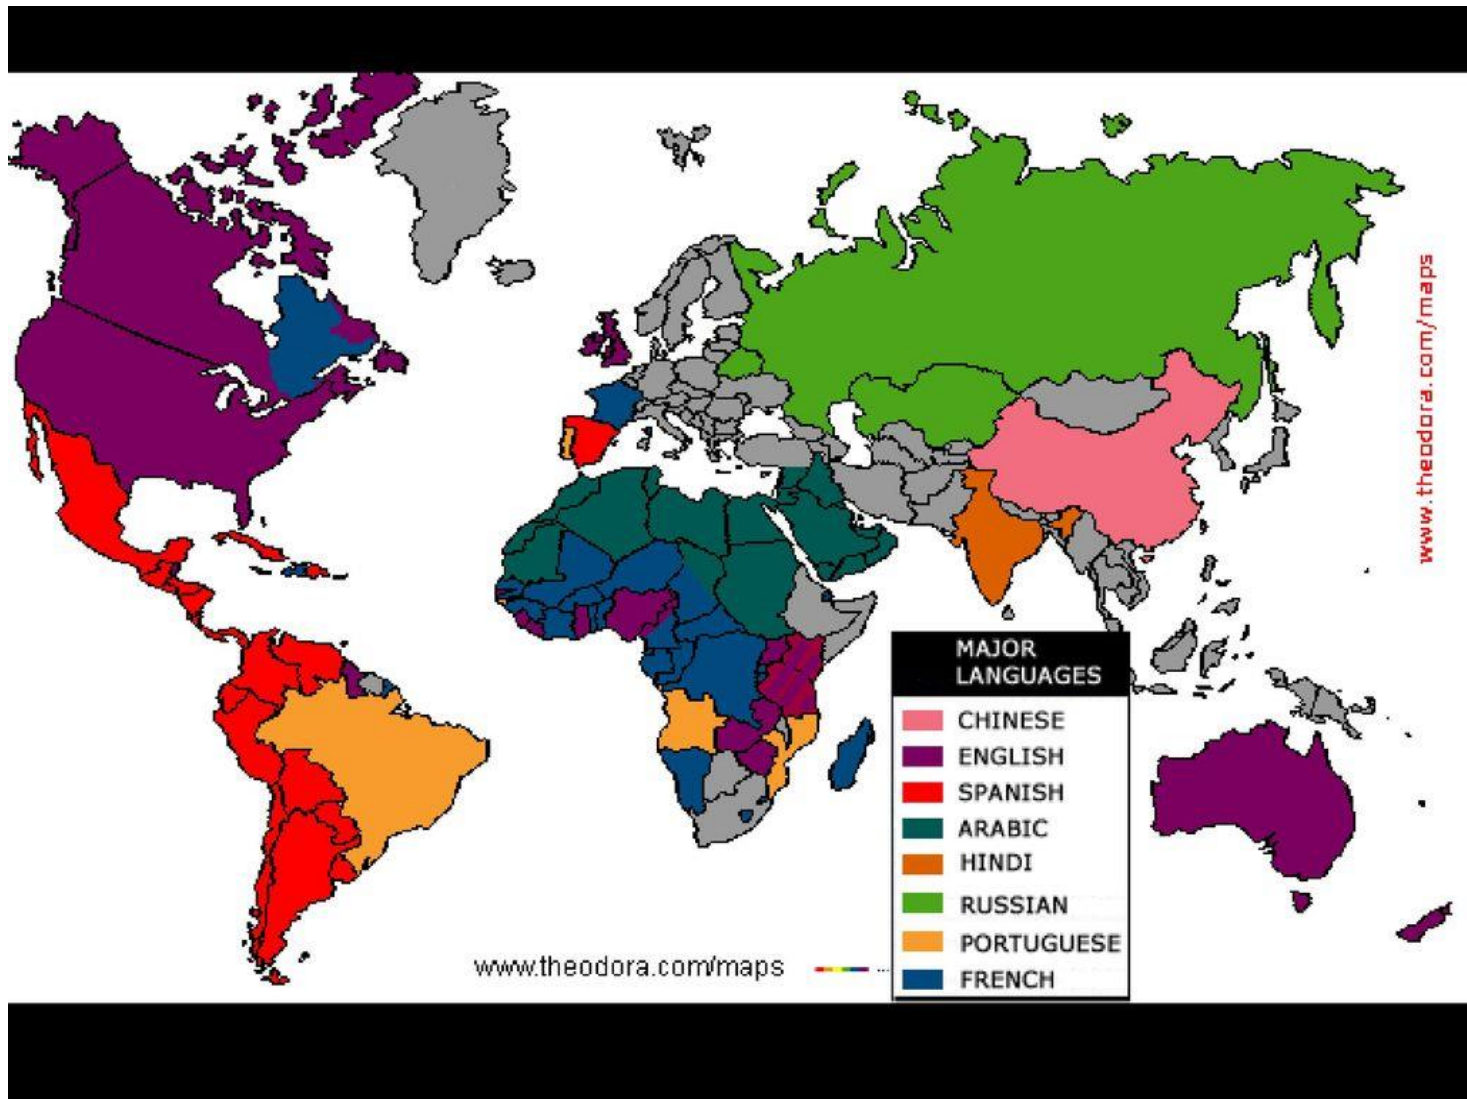 www.theodora.com/maps
MAJOR
LANGUAGES
CHINESE
ENGLISH
SPANISH
ARABIC
HINDI
RUSSIAN
PORTUGUESE
FRENCH
www.theodora.com/maps